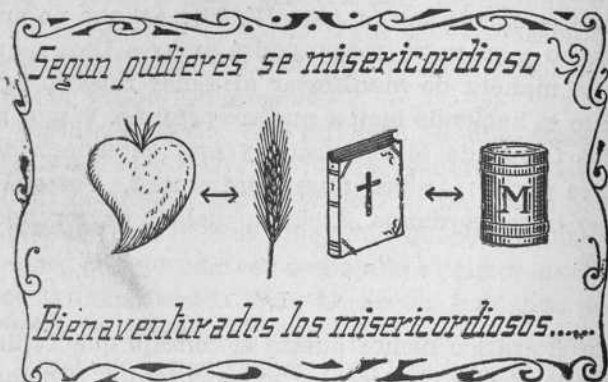 Segun pudieres se misericordioso
M
Bienaventurados los misericordiosos......